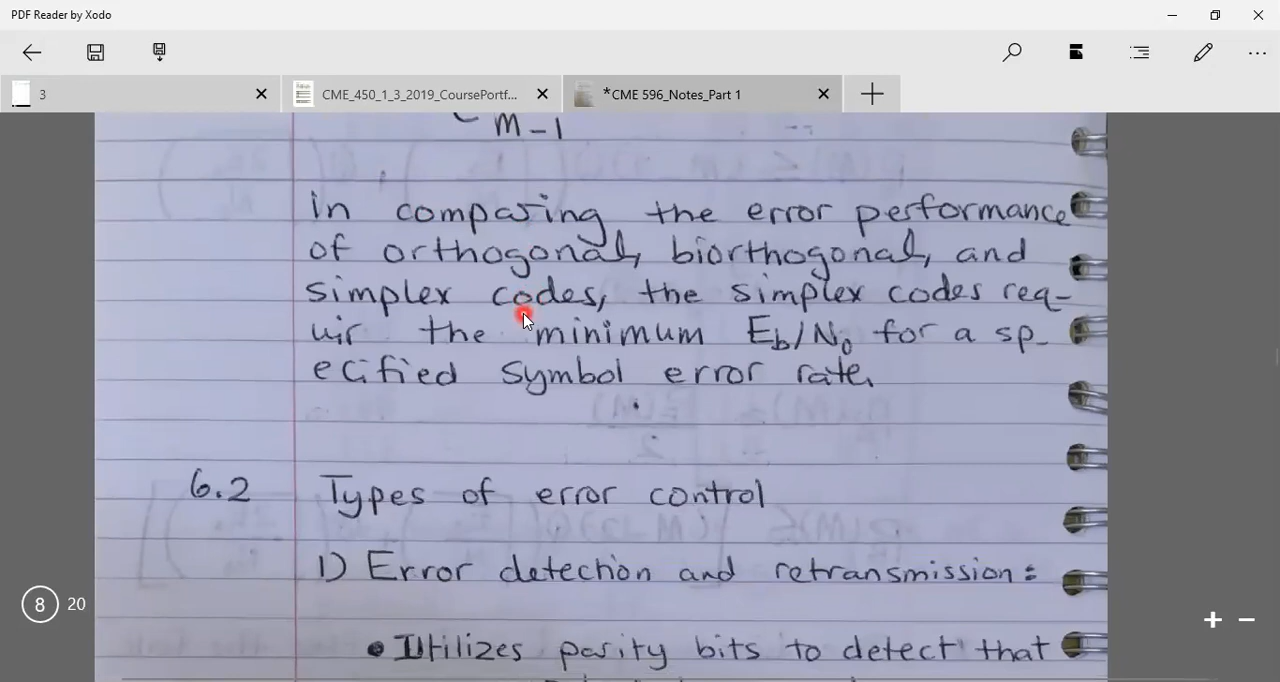 PDF Reader by Xodo
3
CME_450_1_3_2019_CoursePortf...
*CME 596_Notes_Part 1
M-1
In comparing the error performance
of orthogonal, biorthogonal, and
simplex codes, the simplex codes req-
uir the minimum Eb/N0 for a sp-
ecified symbol error rate.
6.2 Types of error control
1) Error detection and retransmission:
• Utilizes parity bits to detect that
8 20